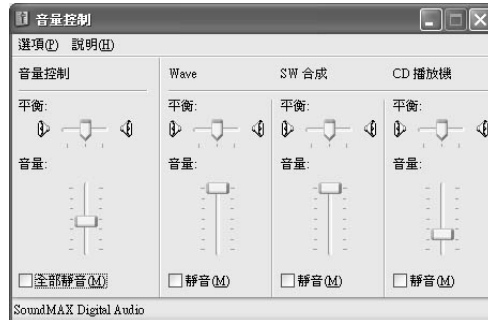 音量控制
選項(P) 說明(H)
音量控制 Wave SW 合成 CD 播放機
平衡: 平衡: 平衡: 平衡:
音量: 音量: 音量: 音量:
全部靜音(M) 靜音(M) 靜音(M) 靜音(M)
SoundMAX Digital Audio